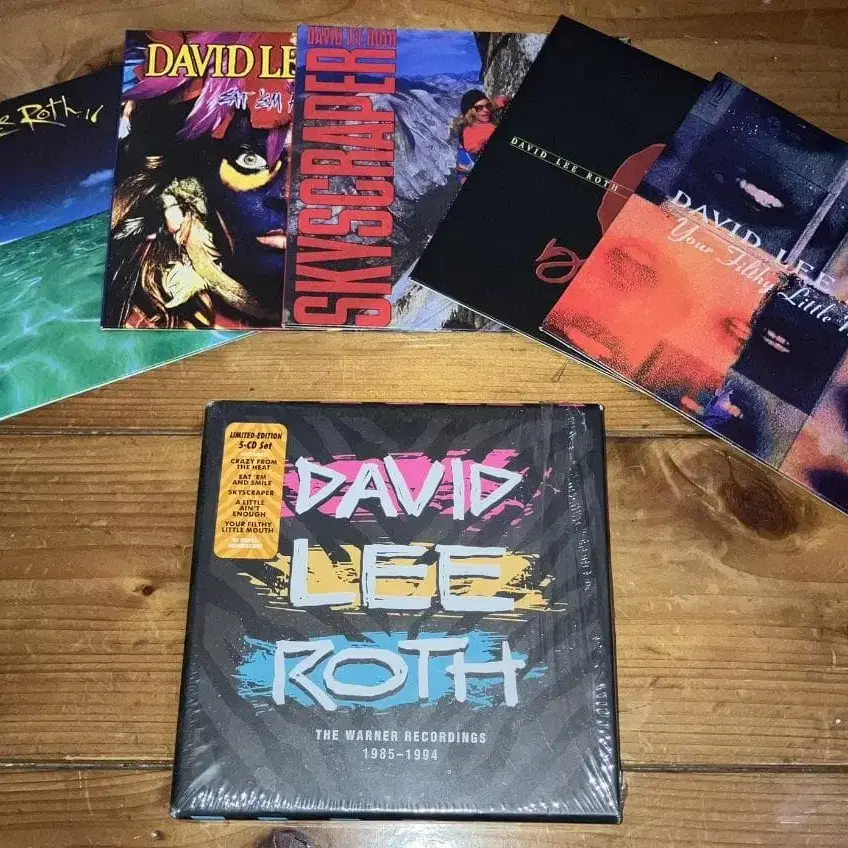 Roth
DAVID LE
EAT 'EM
DAVID LEE ROTH
SKYSCRAPER
DAVID LEE ROTH
DAVID LEE
Your Filthy Little
LIMITED-EDITION
5-CD Set
CRAZY FROM
THE HEAT
EAT 'EM
AND SMILE
SKYSCRAPER
A LITTLE
AIN'T
ENOUGH
YOUR FILTHY
LITTLE MOUTH
DAVID
LEE
ROTH
THE WARNER RECORDINGS
1985–1994